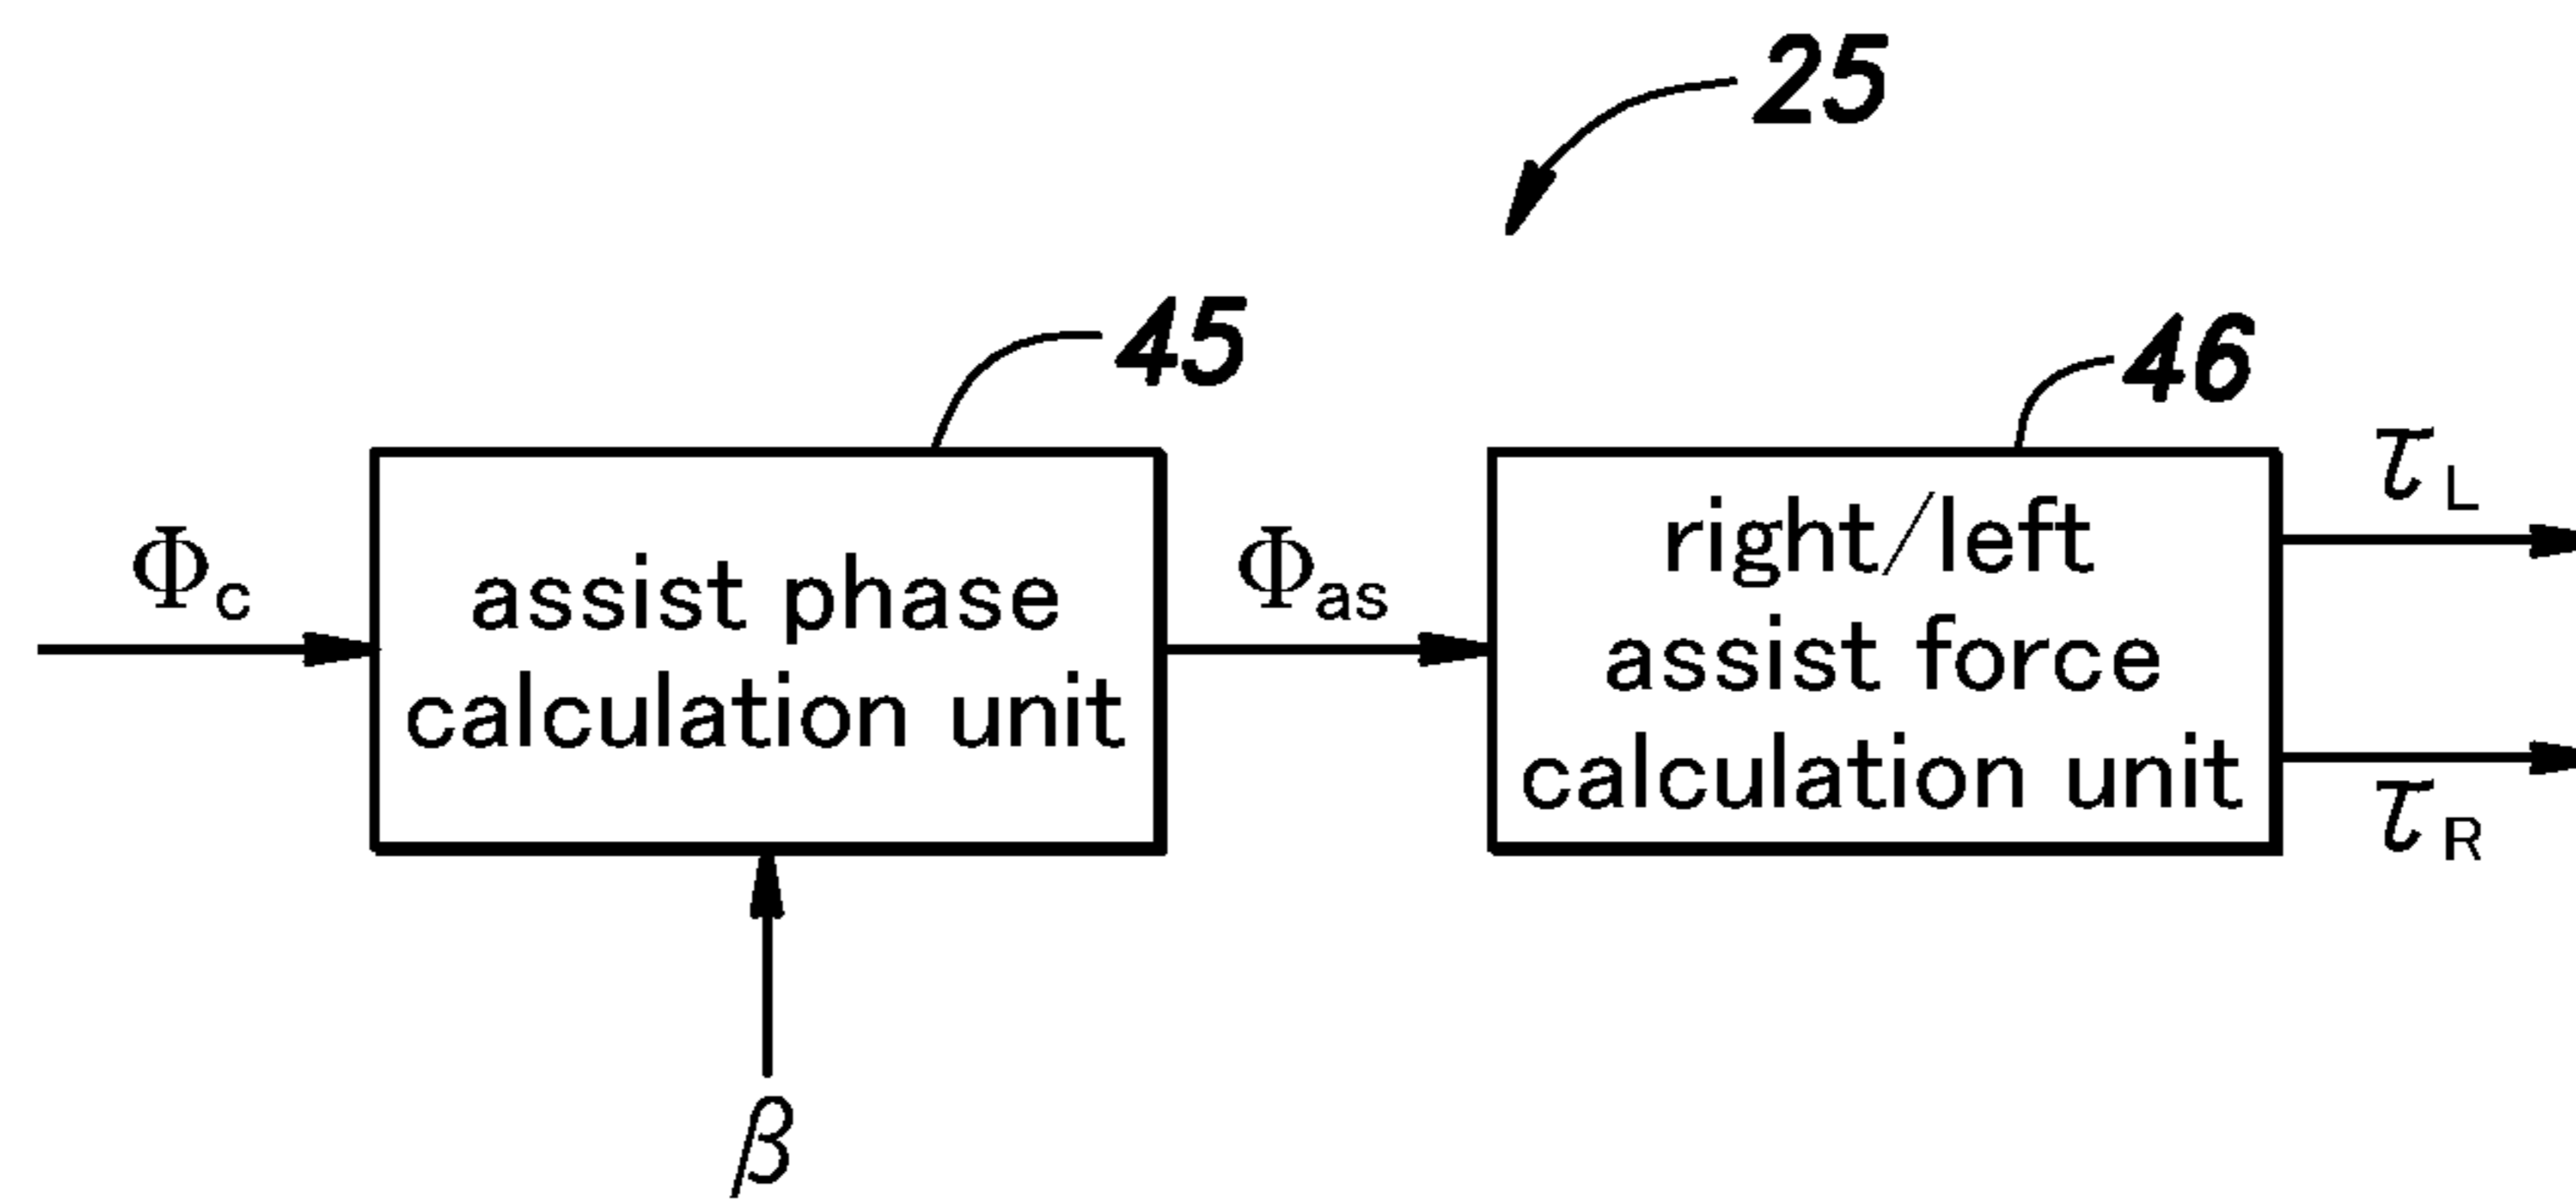 25
45
46
Φc
assist phase
calculation unit
Φas
right/left
assist force
calculation unit
τL
τR
β